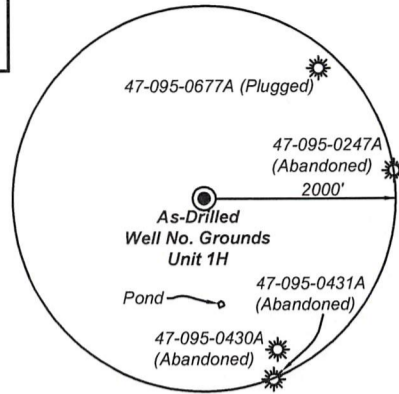 47-095-0677A (Plugged)
47-095-0247A
(Abandoned)
2000'
As-Drilled
Well No. Grounds
Unit 1H
Pond
47-095-0431A
(Abandoned)
47-095-0430A
(Abandoned)